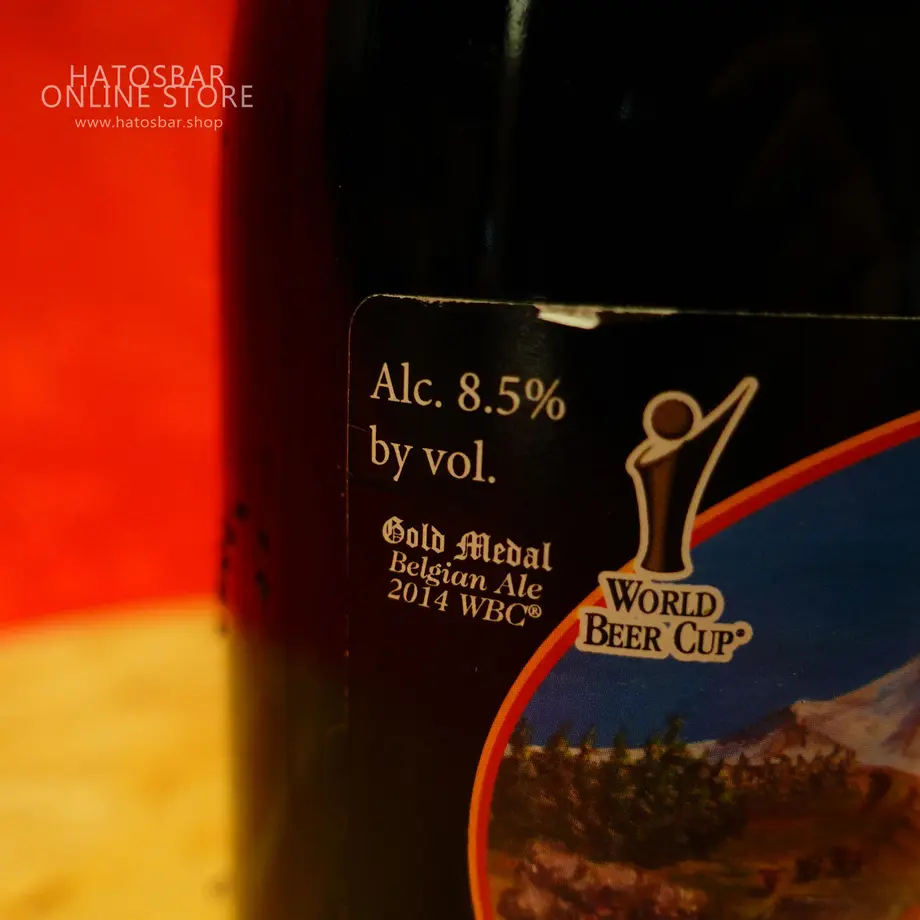 HATOSBAR
ONLINE STORE
www.hatosbar.shop
Alc. 8.5%
by vol.
Gold Medal
Belgian Ale
2014 WBC®
WORLD
BEER CUP®